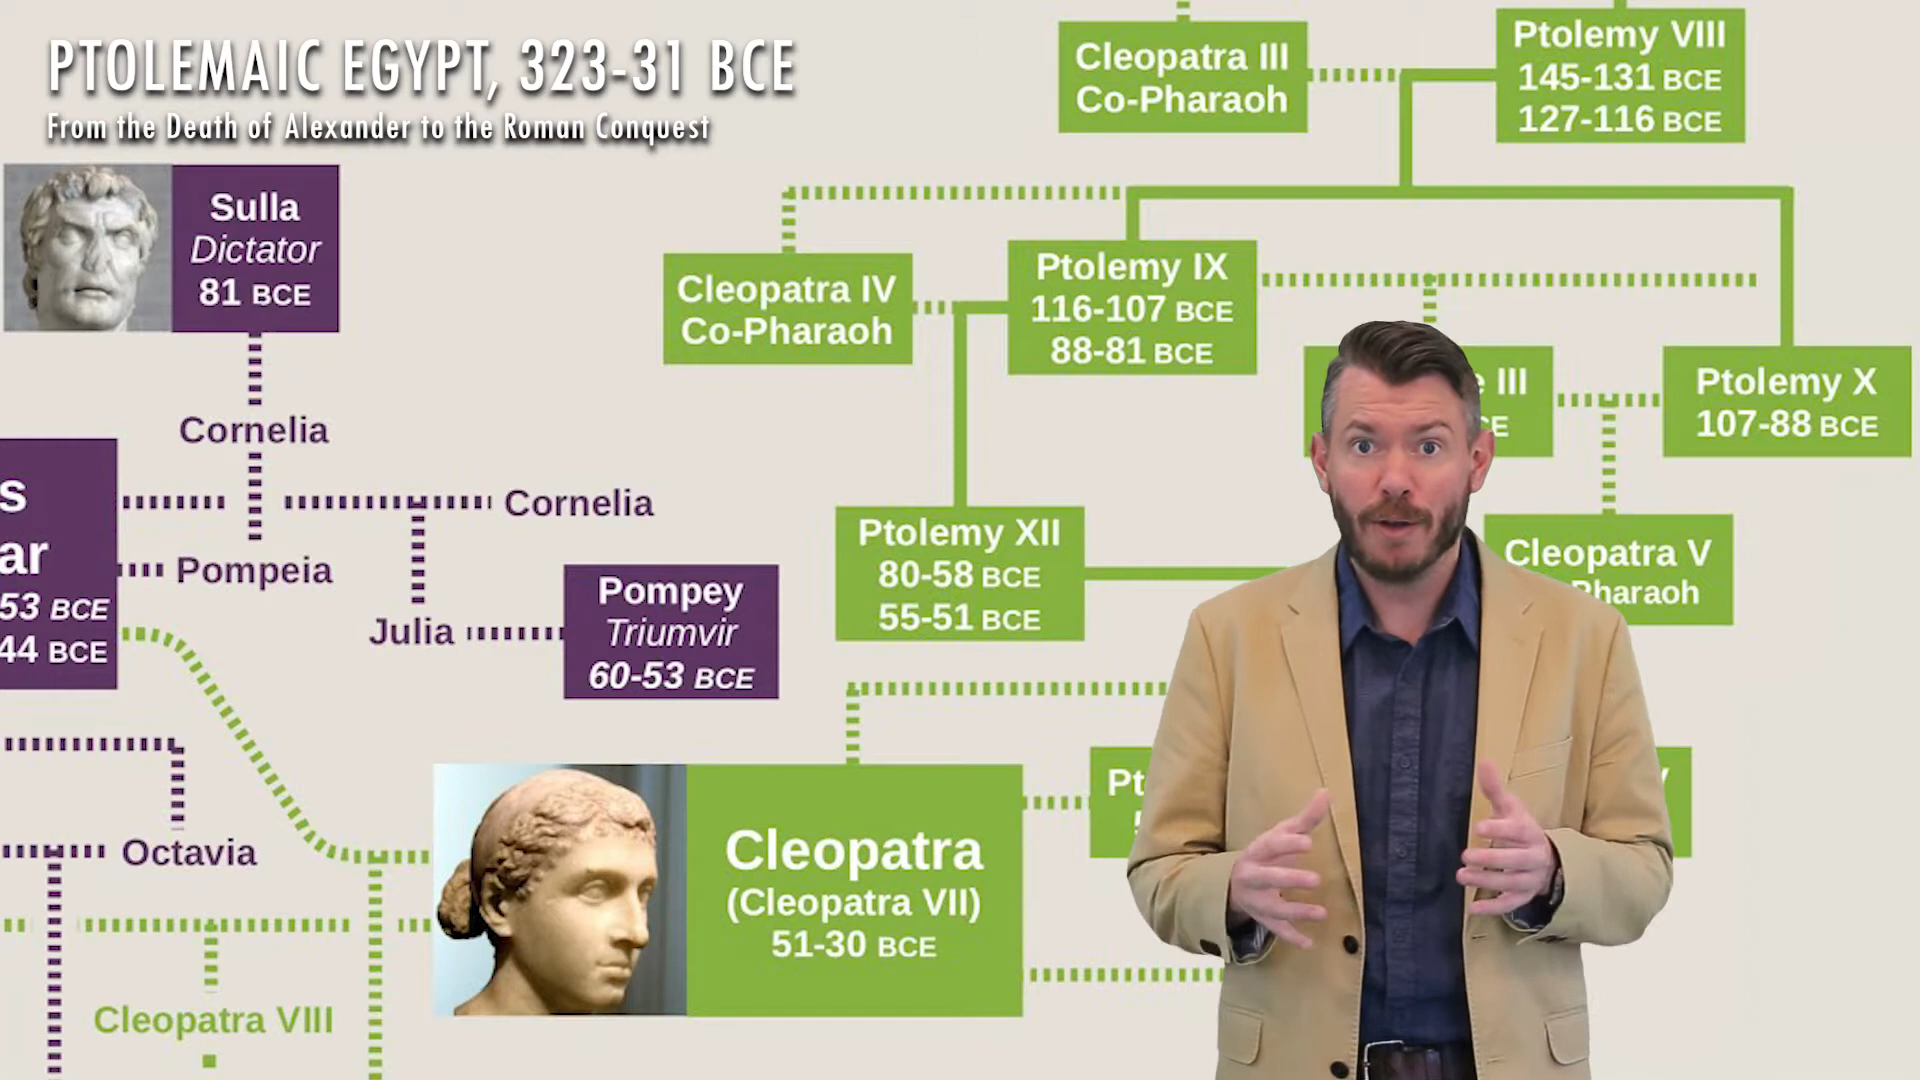 PTOLEMAIC EGYPT, 323-31 BCE
From the Death of Alexander to the Roman Conquest
Cleopatra III
Co-Pharaoh
Ptolemy VIII
145-131 BCE
127-116 BCE
Sulla
Dictator
81 BCE
Cleopatra IV
Co-Pharaoh
Ptolemy IX
116-107 BCE
88-81 BCE
III
Ptolemy X
107-88 BCE
Cornelia
Cornelia
Pompeia
53 BCE
44 BCE
Julia
Pompey
Triumvir
60-53 BCE
Ptolemy XII
80-58 BCE
55-51 BCE
Cleopatra V
Pharaoh
Octavia
Cleopatra
(Cleopatra VII)
51-30 BCE
Cleopatra VIII